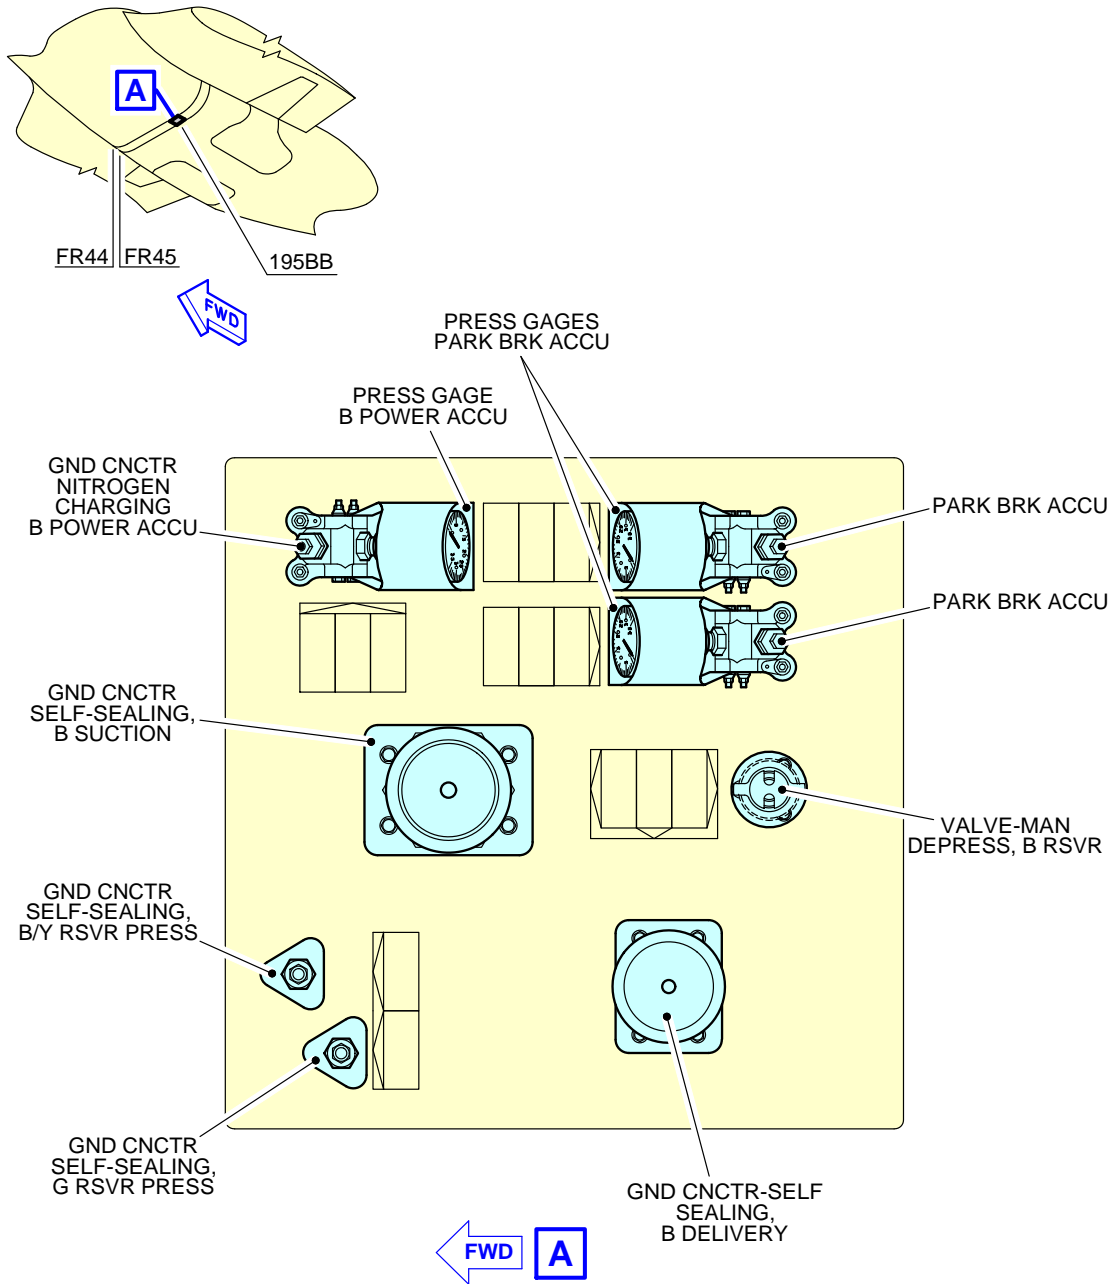 A
FR44
FR45
195BB
FWD
PRESS GAGES
PARK BRK ACCU
PRESS GAGE
B POWER ACCU
GND CNCTR
NITROGEN
CHARGING
B POWER ACCU
PARK BRK ACCU
PARK BRK ACCU
GND CNCTR
SELF-SEALING,
B SUCTION
VALVE-MAN
DEPRESS, B RSVR
GND CNCTR
SELF-SEALING,
B/Y RSVR PRESS
GND CNCTR
SELF-SEALING,
G RSVR PRESS
GND CNCTR-SELF
SEALING,
B DELIVERY
FWD
A